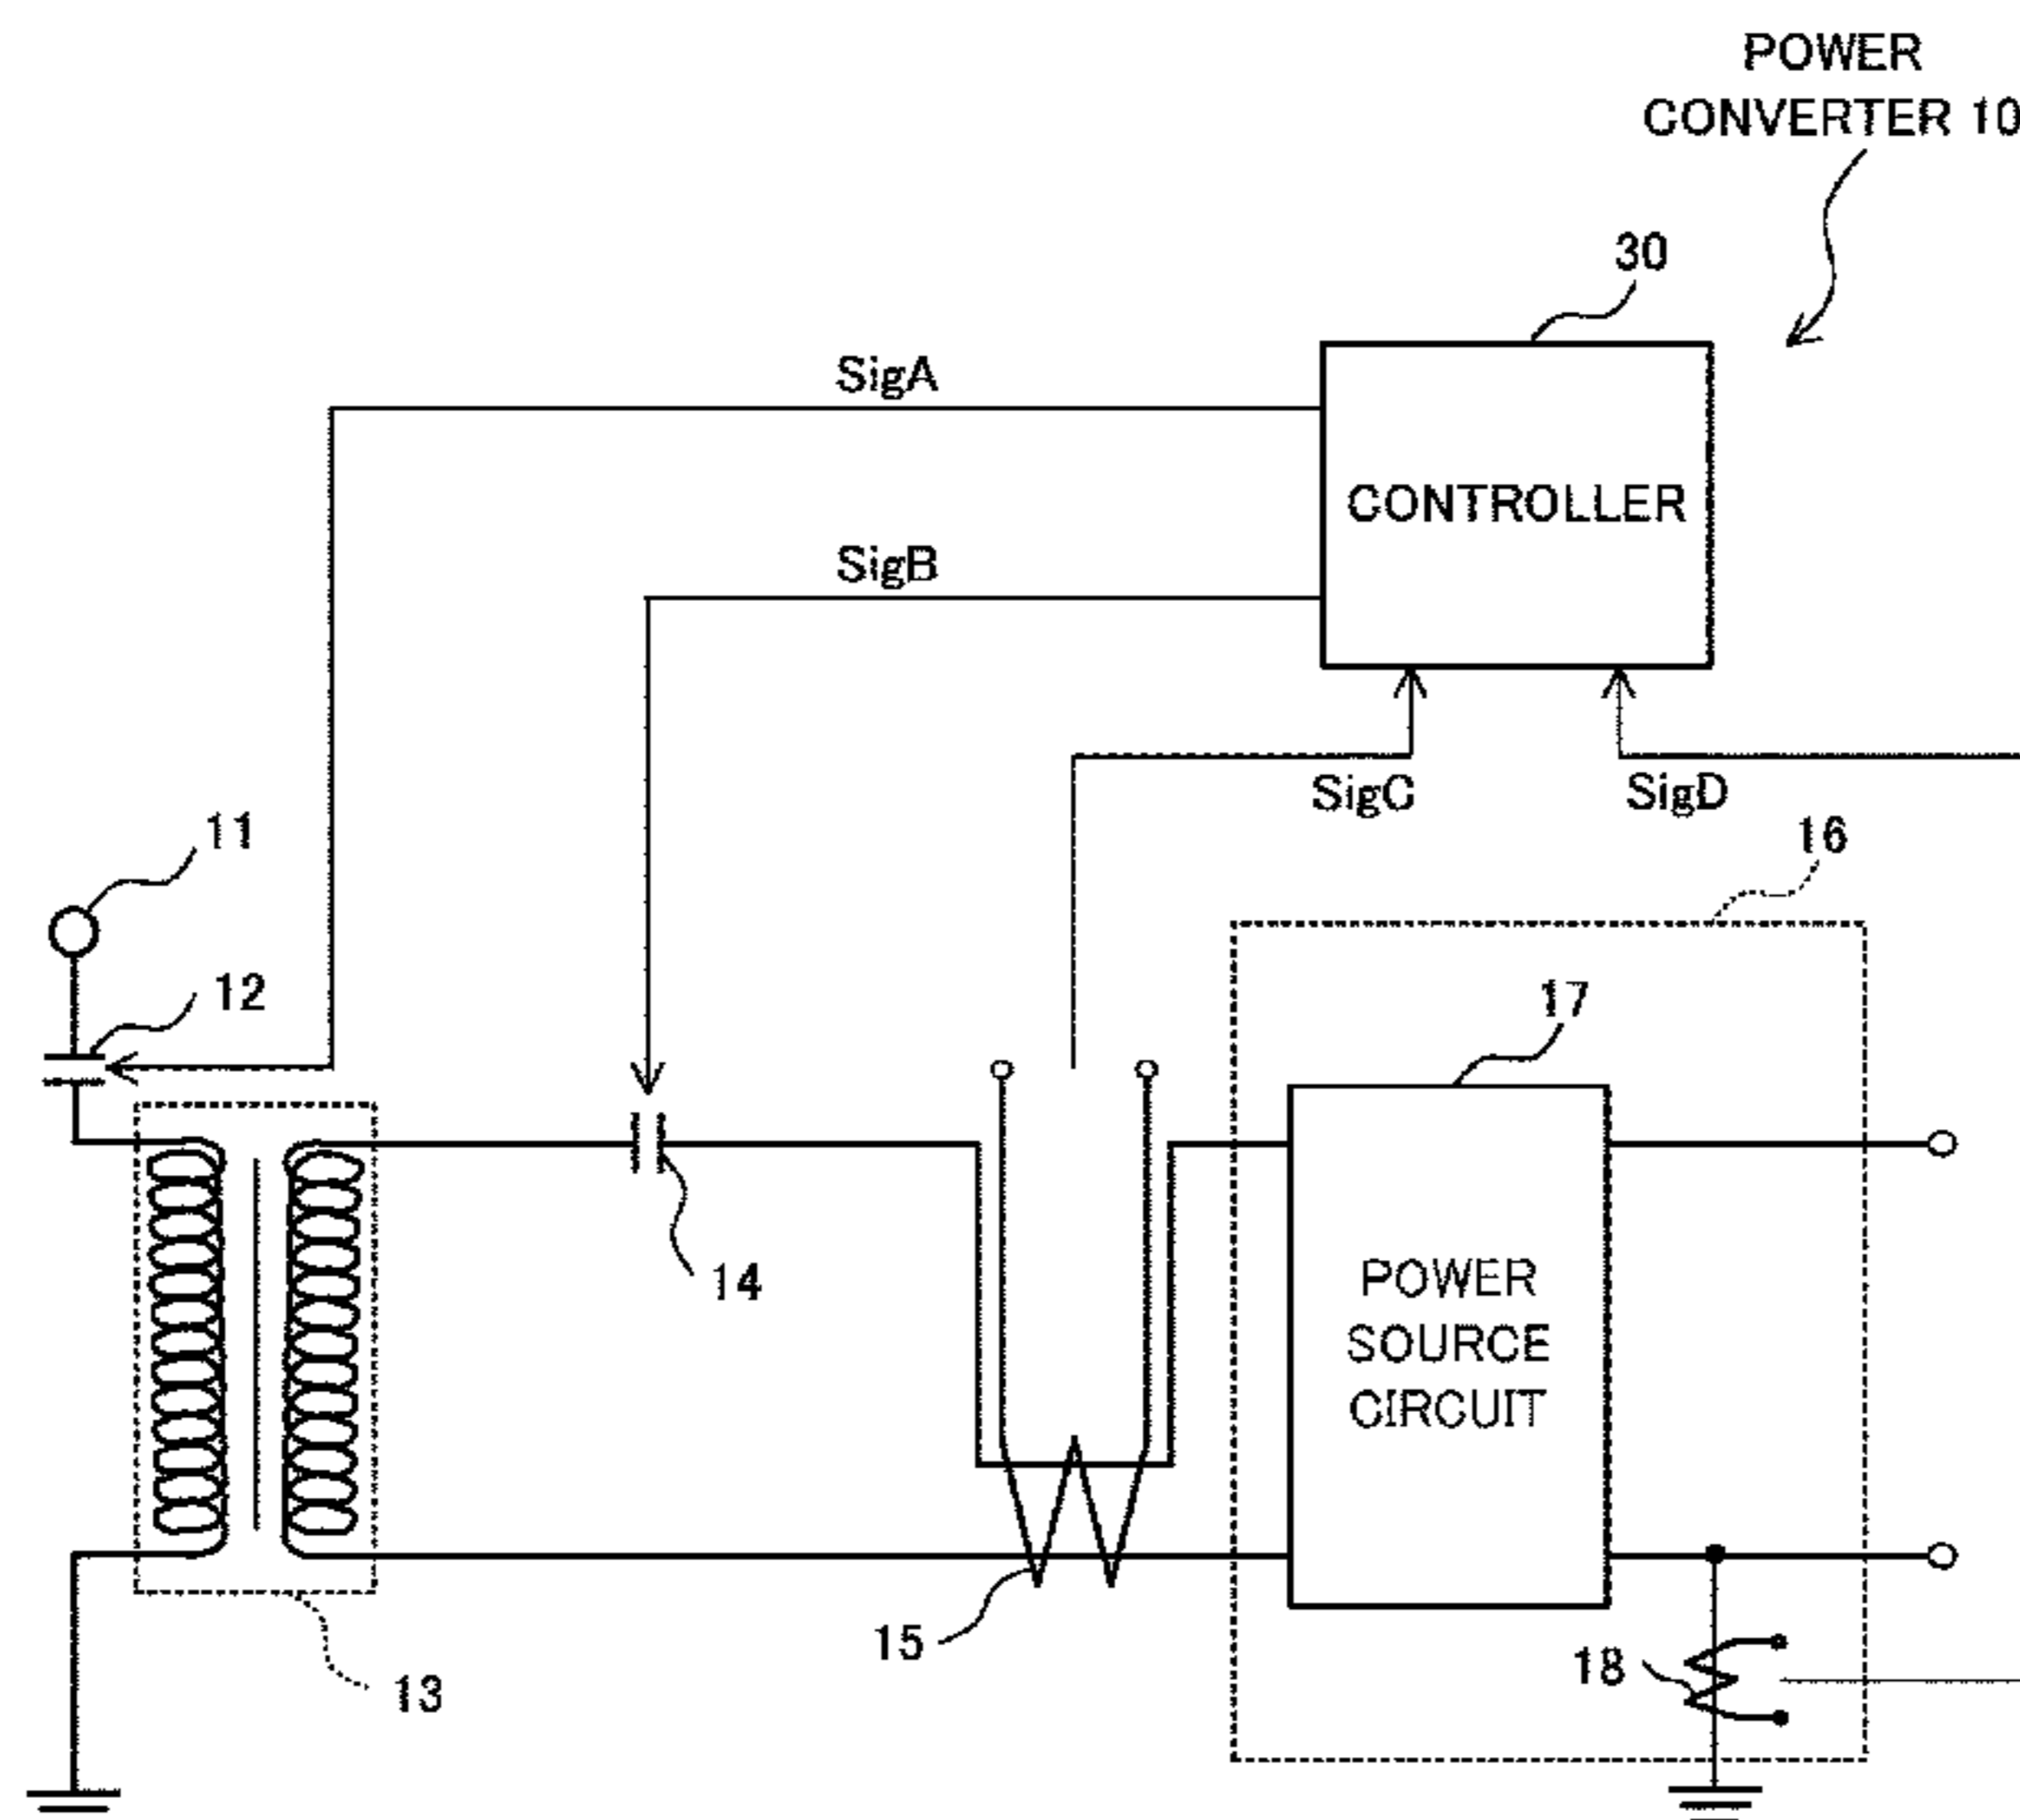 POWER
CONVERTER 10
30
SigA
CONTROLLER
SigB
SigC
SigD
11
16
12
17
14
POWER
SOURCE
CIRCUIT
15
18
13